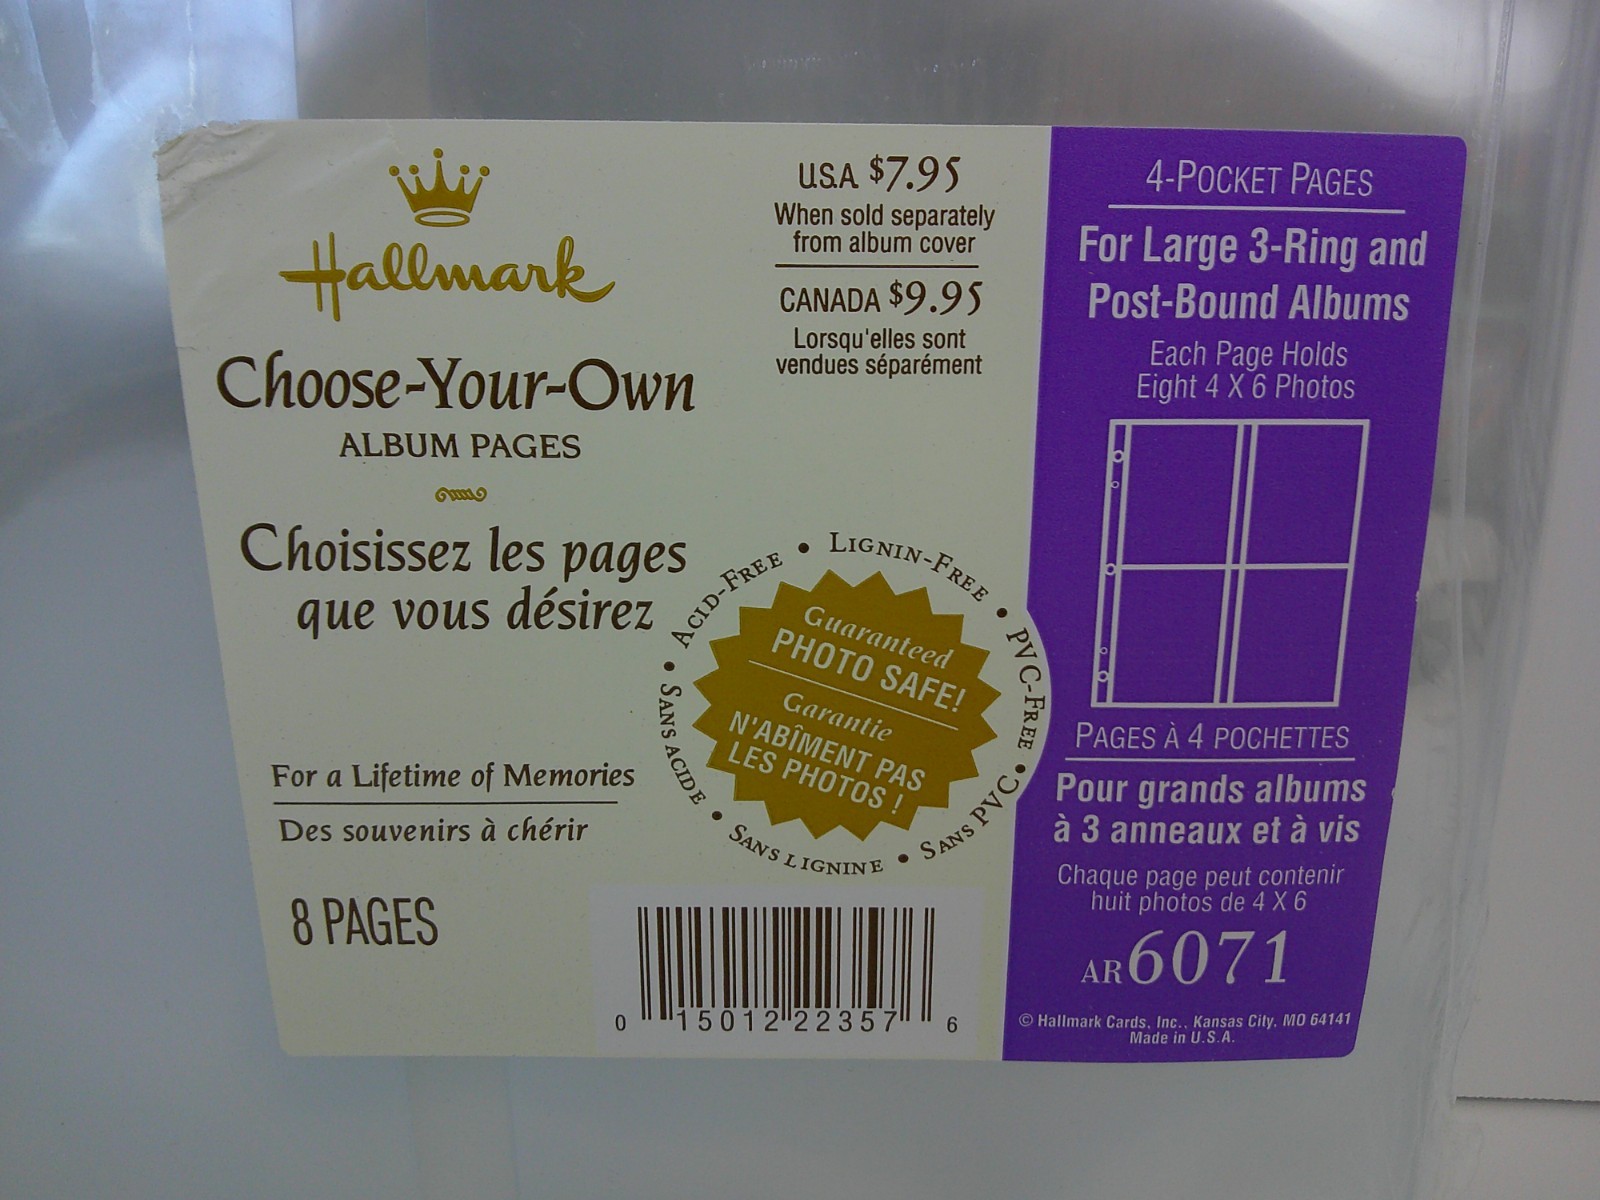 Hallmark
Choose-Your-Own
ALBUM PAGES
Choisissez les pages
que vous désirez
For a Lifetime of Memories
Des souvenirs à chérir
8 PAGES
U.S.A. $7.95
When sold separately
from album cover
CANADA $9.95
Lorsqu'elles sont
vendues séparément
ACID-FREE • LIGNIN-FREE • PVC-FREE •
SANS PVC • SANS LIGNINE • SANS ACIDE •
Guaranteed
PHOTO SAFE!
Garantie
N'ABÎMENT PAS
LES PHOTOS !
0 15012 22357 6
4-POCKET PAGES
For Large 3-Ring and
Post-Bound Albums
Each Page Holds
Eight 4 X 6 Photos
PAGES À 4 POCHETTES
Pour grands albums
à 3 anneaux et à vis
Chaque page peut contenir
huit photos de 4 X 6
AR6071
© Hallmark Cards, Inc., Kansas City, MO 64141
Made in U.S.A.